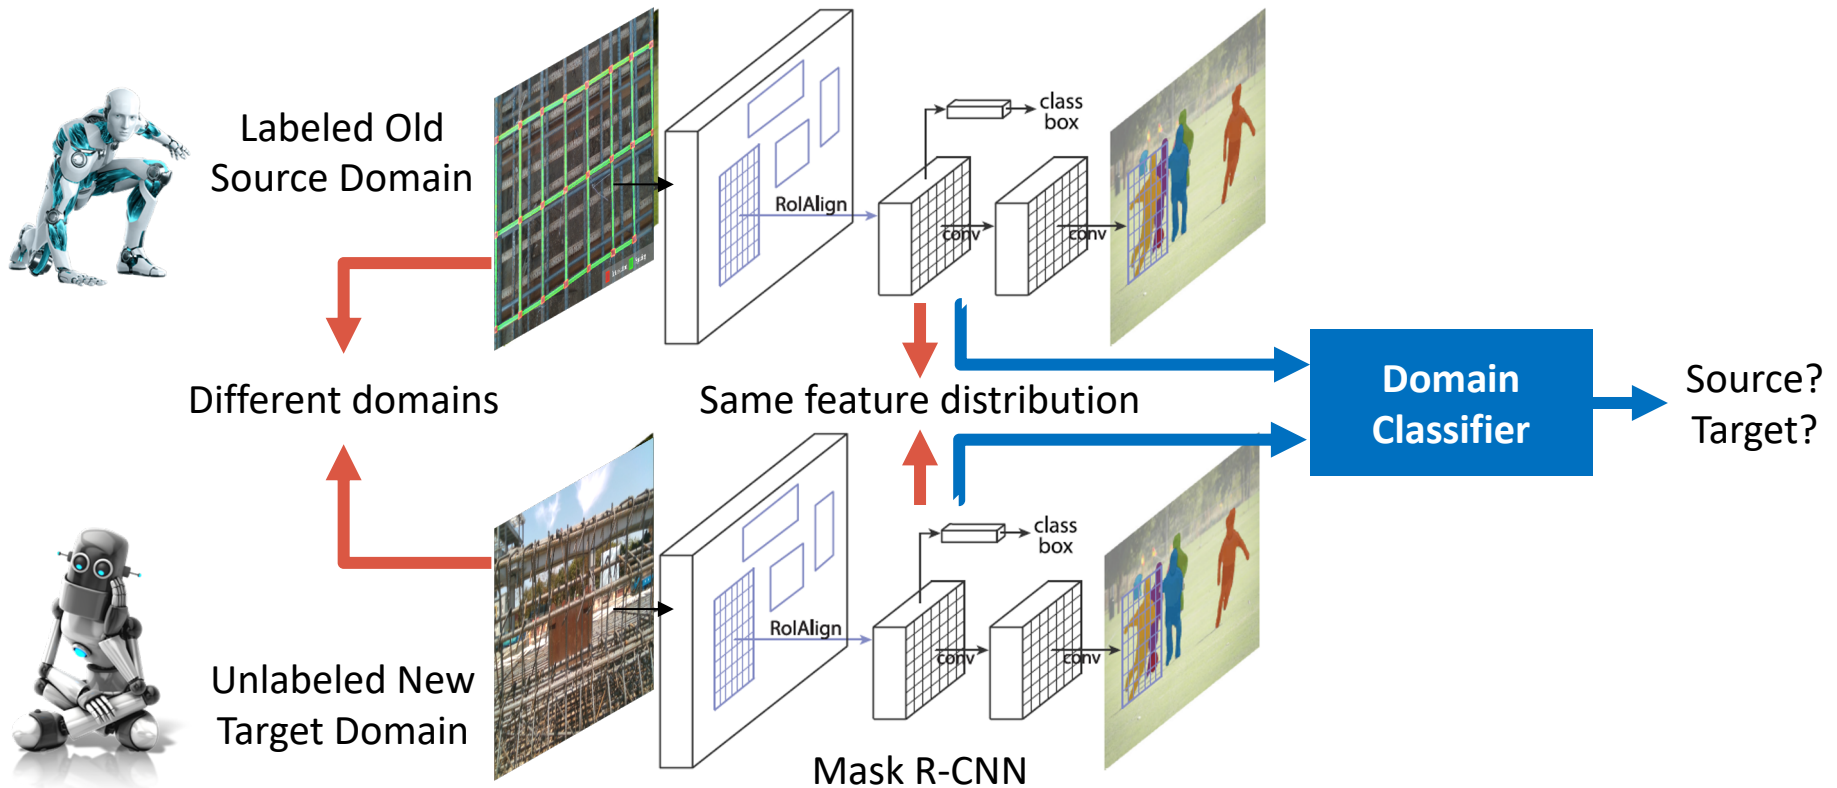 Labeled Old
Source Domain
RoIAlign
class
box
conv
conv
Different domains
Same feature distribution
Domain
Classifier
Source?
Target?
Unlabeled New
Target Domain
RoIAlign
class
box
conv
conv
Mask R-CNN